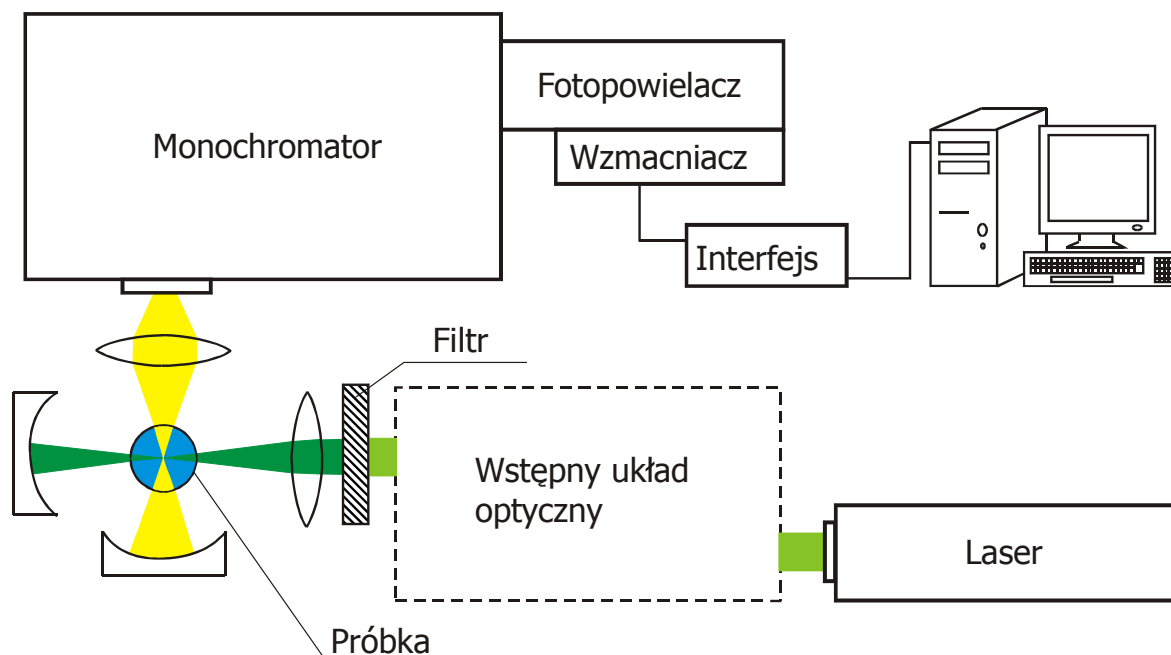 Fotopowielacz
Monochromator
Wzmacniacz
Interfejs
Filtr
Wstępny układ
optyczny
Laser
Próbka